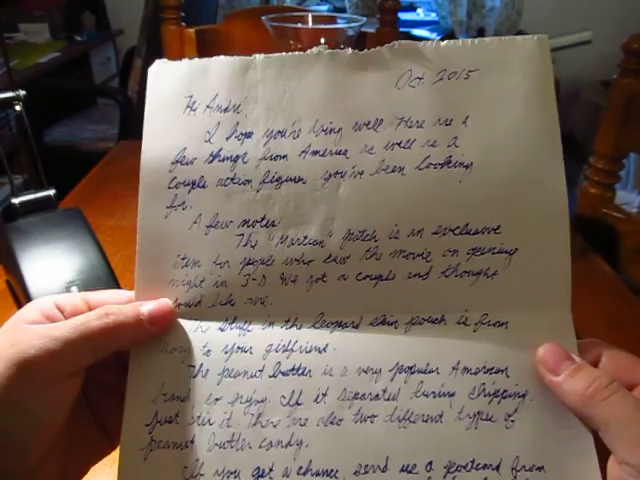 Oct. 2015
Hi André,
I hope you're doing well. Here are a
few things from America as well as a
couple action figures you've been looking
for.
A few notes:
The "Martian" patch is an exclusive
item for people who saw the movie on opening
night in 3-D. We got a couple and thought
you'd like one.
The stuff in the leopard skin pouch is from
to your girlfriend.
The peanut butter is a very popular American
brand so enjoy. If it separated during shipping,
just stir it. There are also two different types of
peanut butter candy.
If you get a chance, send us a postcard from